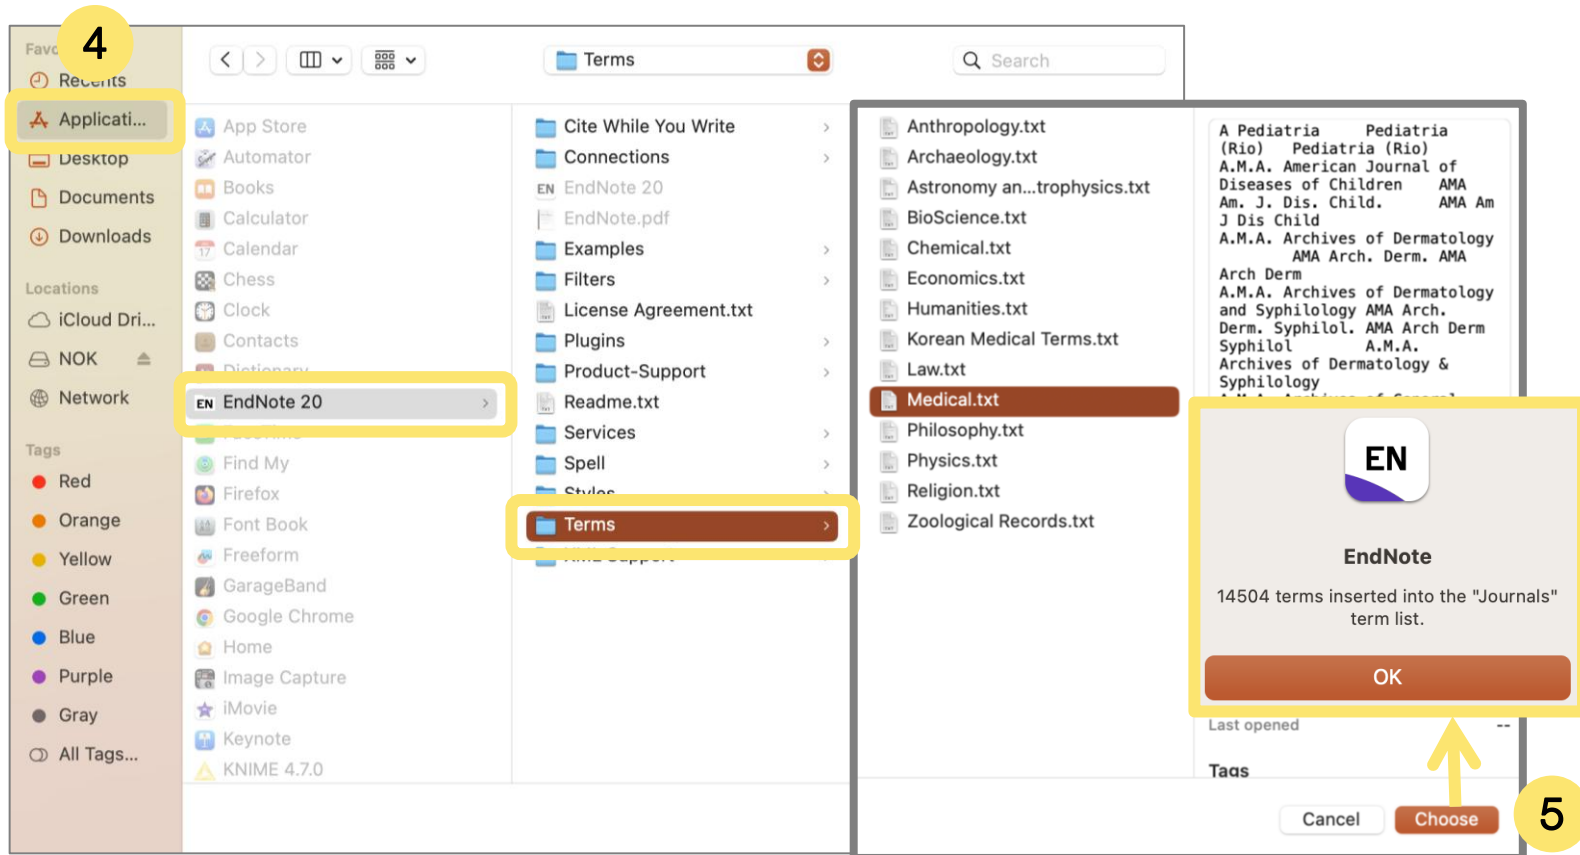 4
Recents
Applicati...
Desktop
Documents
Downloads
Locations
iCloud Dri...
NOK
Network
Tags
Red
Orange
Yellow
Green
Blue
Purple
Gray
All Tags...
Terms
Search
App Store
Automator
Books
Calculator
Calendar
Chess
Clock
Contacts
Dictionary
EN EndNote 20
Find My
Firefox
Font Book
Freeform
GarageBand
Google Chrome
Home
Image Capture
iMovie
Keynote
KNIME 4.7.0
Cite While You Write
Connections
EN EndNote 20
EndNote.pdf
Examples
Filters
License Agreement.txt
Plugins
Product-Support
Readme.txt
Services
Spell
Styles
Terms
Anthropology.txt
Archaeology.txt
Astronomy an...trophysics.txt
BioScience.txt
Chemical.txt
Economics.txt
Humanities.txt
Korean Medical Terms.txt
Law.txt
Medical.txt
Philosophy.txt
Physics.txt
Religion.txt
Zoological Records.txt
A Pediatria Pediatria
(Rio) Pediatria (Rio)
A.M.A. American Journal of
Diseases of Children AMA
Am. J. Dis. Child. AMA Am
J Dis Child
A.M.A. Archives of Dermatology
AMA Arch. Derm. AMA
Arch Derm
A.M.A. Archives of Dermatology
and Syphilology AMA Arch.
Derm. Syphilol. AMA Arch Derm
Syphilol A.M.A.
Archives of Dermatology &
Syphilology
EN
EndNote
14504 terms inserted into the "Journals"
term list.
OK
Last opened --
Tags
Cancel
Choose
5